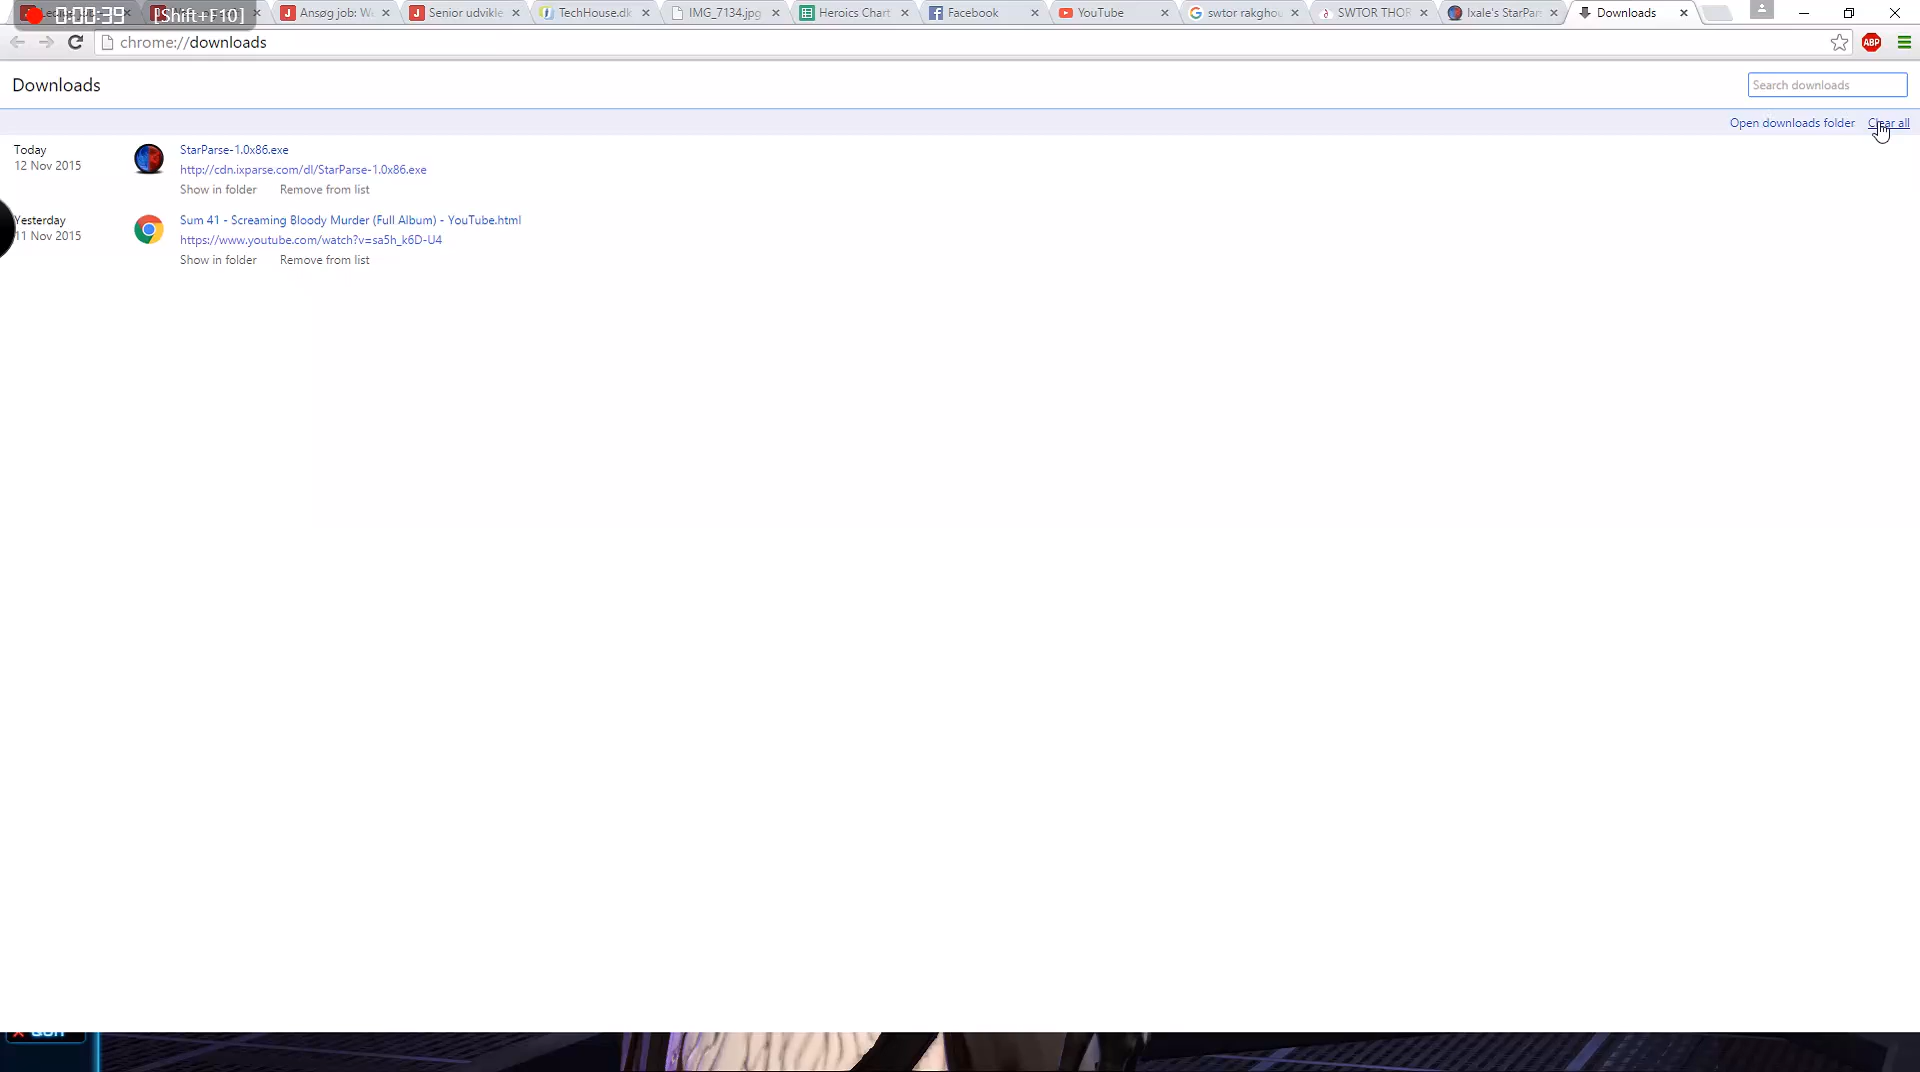 0:00:39 [Shift+F10]
Ansøg job: We
Senior udvikle
TechHouse.dk
IMG_7134.jpg
Heroics Chart
Facebook
YouTube
swtor rakghou
SWTOR THOR
Ixale's StarPar
Downloads
chrome://downloads
ABP
Downloads
Search downloads
Open downloads folder
Clear all
Today
12 Nov 2015
StarParse-1.0x86.exe
http://cdn.ixparse.com/dl/StarParse-1.0x86.exe
Show in folder
Remove from list
Yesterday
11 Nov 2015
Sum 41 - Screaming Bloody Murder (Full Album) - YouTube.html
https://www.youtube.com/watch?v=sa5h_k6D-U4
Show in folder
Remove from list